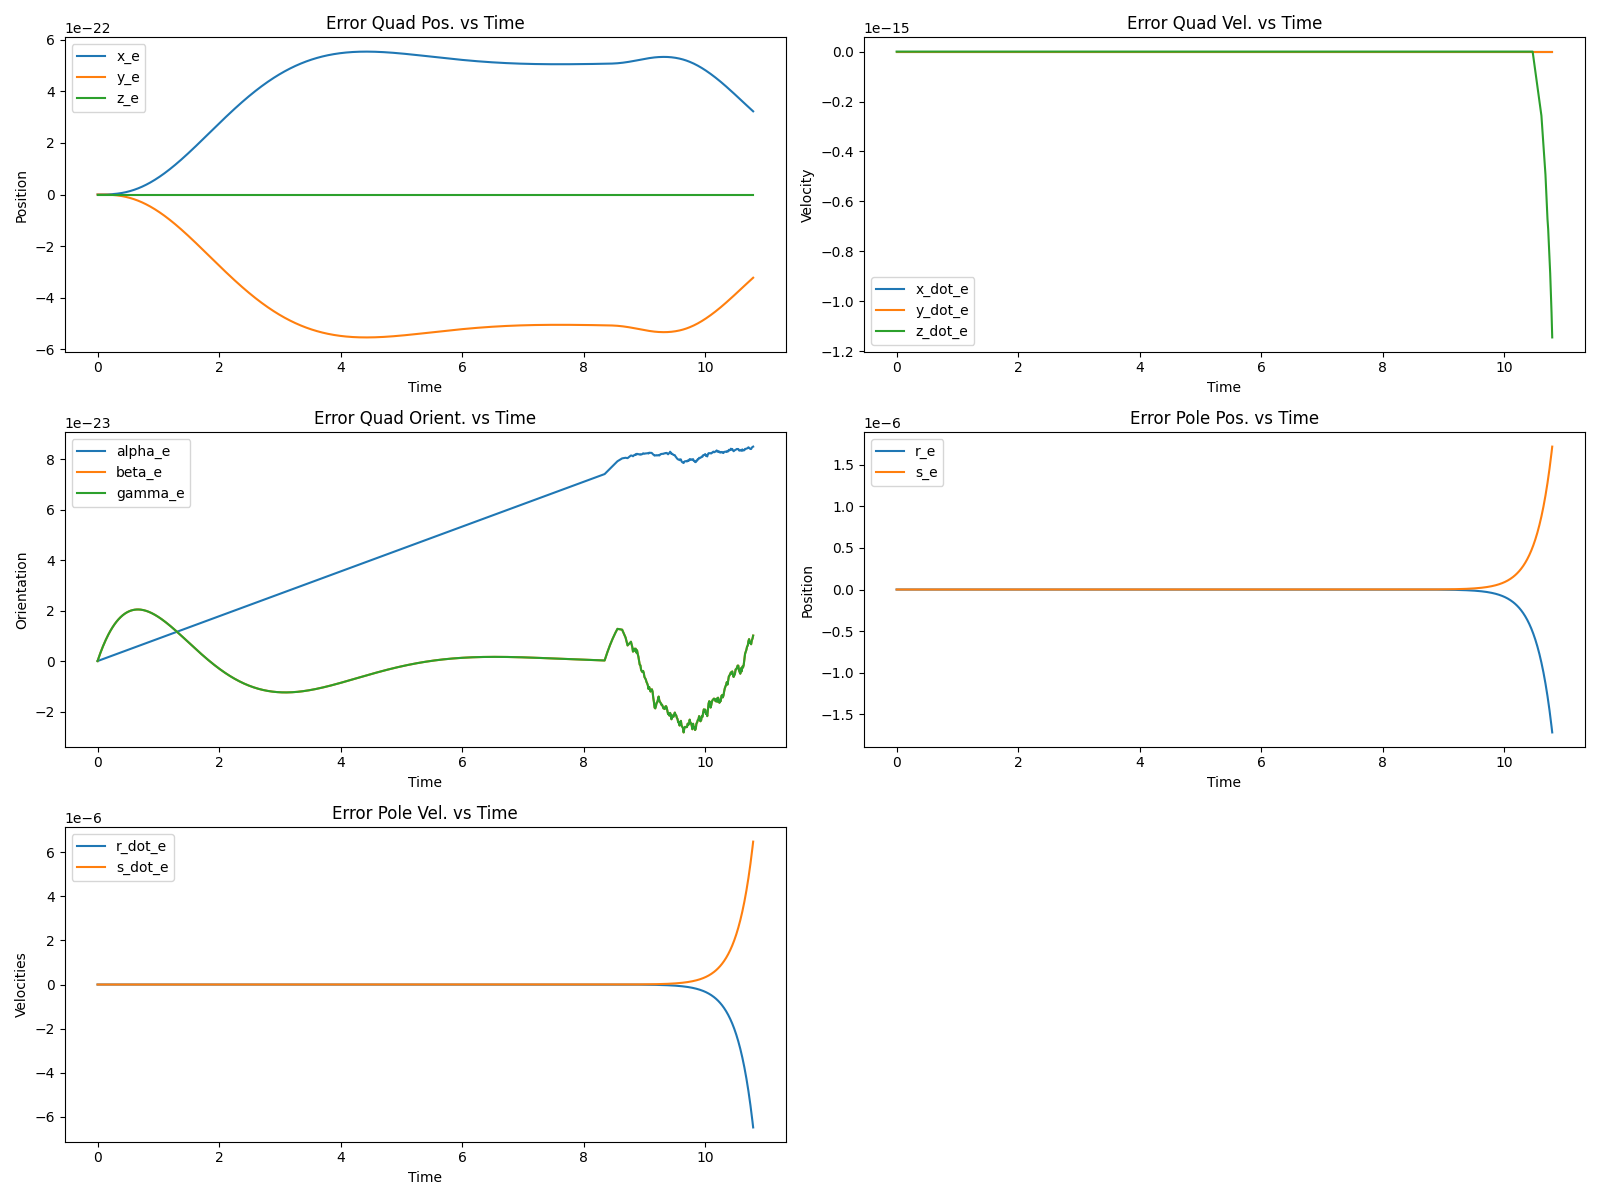 Error Quad Pos. vs Time
1e−22
6
4
2
0
−2
−4
−6
Position
x_e
y_e
z_e
0 2 4 6 8 10
Time
Error Quad Vel. vs Time
1e−15
0.0
−0.2
−0.4
−0.6
−0.8
−1.0
−1.2
Velocity
x_dot_e
y_dot_e
z_dot_e
0 2 4 6 8 10
Time
Error Quad Orient. vs Time
1e−23
8
6
4
2
0
−2
Orientation
alpha_e
beta_e
gamma_e
0 2 4 6 8 10
Time
Error Pole Pos. vs Time
1e−6
1.5
1.0
0.5
0.0
−0.5
−1.0
−1.5
Position
r_e
s_e
0 2 4 6 8 10
Time
Error Pole Vel. vs Time
1e−6
6
4
2
0
−2
−4
−6
Velocities
r_dot_e
s_dot_e
0 2 4 6 8 10
Time